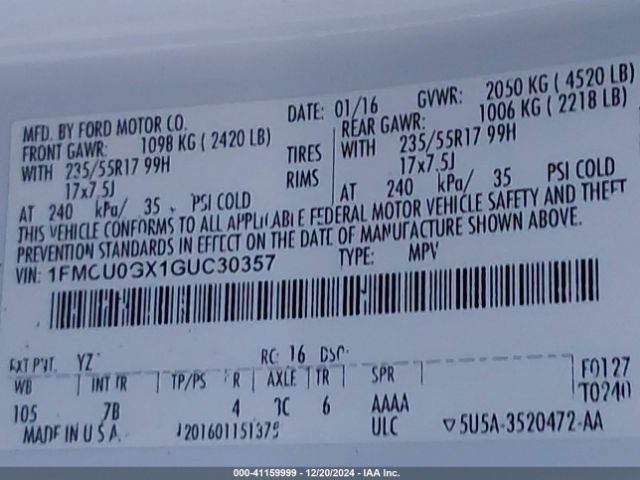 MFD. BY FORD MOTOR CO.
DATE: 01/16 GVWR: 2050 KG ( 4520 LB)
FRONT GAWR: 1098 KG ( 2420 LB)
REAR GAWR: 1006 KG ( 2218 LB)
WITH 235/55R17 99H TIRES WITH 235/55R17 99H
17x7.5J RIMS 17x7.5J
AT 240 kPa/ 35 PSI COLD AT 240 kPa/ 35 PSI COLD
THIS VEHICLE CONFORMS TO ALL APPLICABLE FEDERAL MOTOR VEHICLE SAFETY AND THEFT
PREVENTION STANDARDS IN EFFECT ON THE DATE OF MANUFACTURE SHOWN ABOVE.
VIN: 1FMCU0GX1GUC30357 TYPE: MPV
EXT PNT: YZ RC: 16 DSO:
WB INT TR TP/PS R AXLE TR SPR
F0127
105 7B 4 3C 6 AAAA
T0240
MADE IN U.S.A. ULC 5U5A-3520472-AA
000-41159999 - 12/20/2024 - IAA Inc.